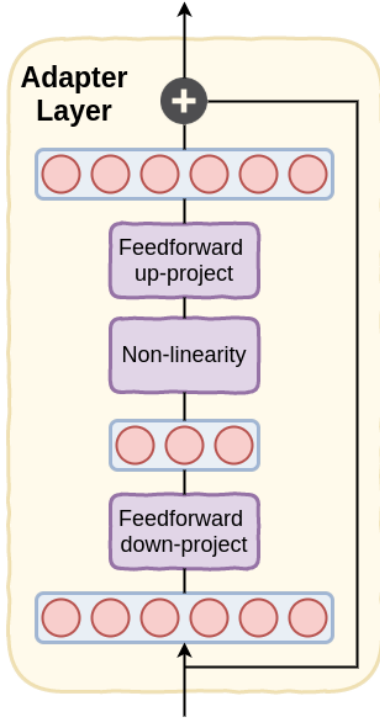 Adapter
Layer
+
Feedforward
up-project
Non-linearity
Feedforward
down-project